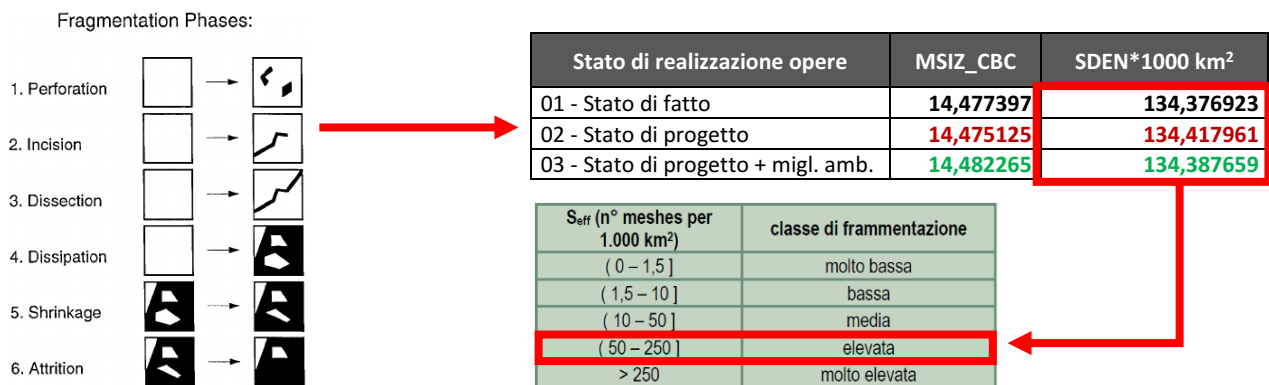 Fragmentation Phases:
1. Perforation
2. Incision
3. Dissection
4. Dissipation
5. Shrinkage
6. Attrition
Stato di realizzazione opere MSIZ_CBC SDEN*1000 km²
01 - Stato di fatto 14,477397 134,376923
02 - Stato di progetto 14,475125 134,417961
03 - Stato di progetto + migl. amb. 14,482265 134,387659
Seff (n° meshes per
1.000 km²) classe di frammentazione
( 0 – 1,5 ] molto bassa
( 1,5 – 10 ] bassa
( 10 – 50 ] media
( 50 – 250 ] elevata
> 250 molto elevata